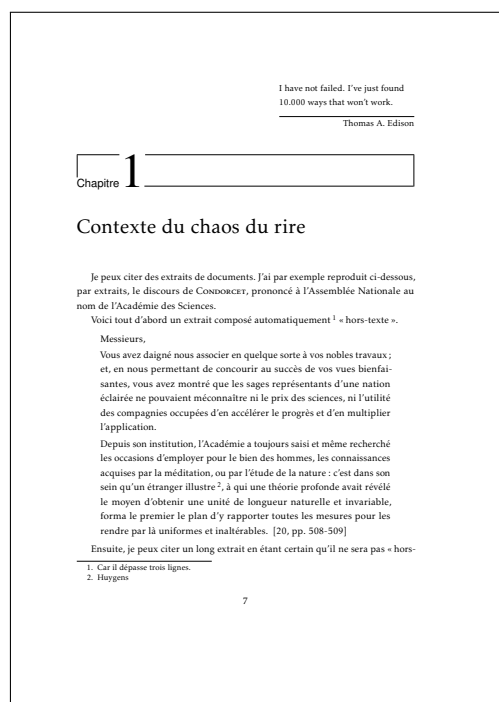 I have not failed. I've just found
10.000 ways that won't work.
Thomas A. Edison
Chapitre 1
Contexte du chaos du rire
Je peux citer des extraits de documents. J'ai par exemple reproduit ci-dessous,
par extraits, le discours de Condorcet, prononcé à l'Assemblée Nationale au
nom de l'Académie des Sciences.
Voici tout d'abord un extrait composé automatiquement 1 « hors-texte ».
Messieurs,
Vous avez daigné nous associer en quelque sorte à vos nobles travaux ;
et, en nous permettant de concourir au succès de vos vues bienfai-
santes, vous avez montré que les sages représentants d'une nation
éclairée ne pouvaient méconnaître ni le prix des sciences, ni l'utilité
des compagnies occupées d'en accélérer le progrès et d'en multiplier
l'application.
Depuis son institution, l'Académie a toujours saisi et même recherché
les occasions d'employer pour le bien des hommes, les connaissances
acquises par la méditation, ou par l'étude de la nature : c'est dans son
sein qu'un étranger illustre 2, à qui une théorie profonde avait révélé
le moyen d'obtenir une unité de longueur naturelle et invariable,
forma le premier le plan d'y rapporter toutes les mesures pour les
rendre par là uniformes et inaltérables. [20, pp. 508-509]
Ensuite, je peux citer un long extrait en étant certain qu'il ne sera pas « hors-
1. Car il dépasse trois lignes.
2. Huygens
7